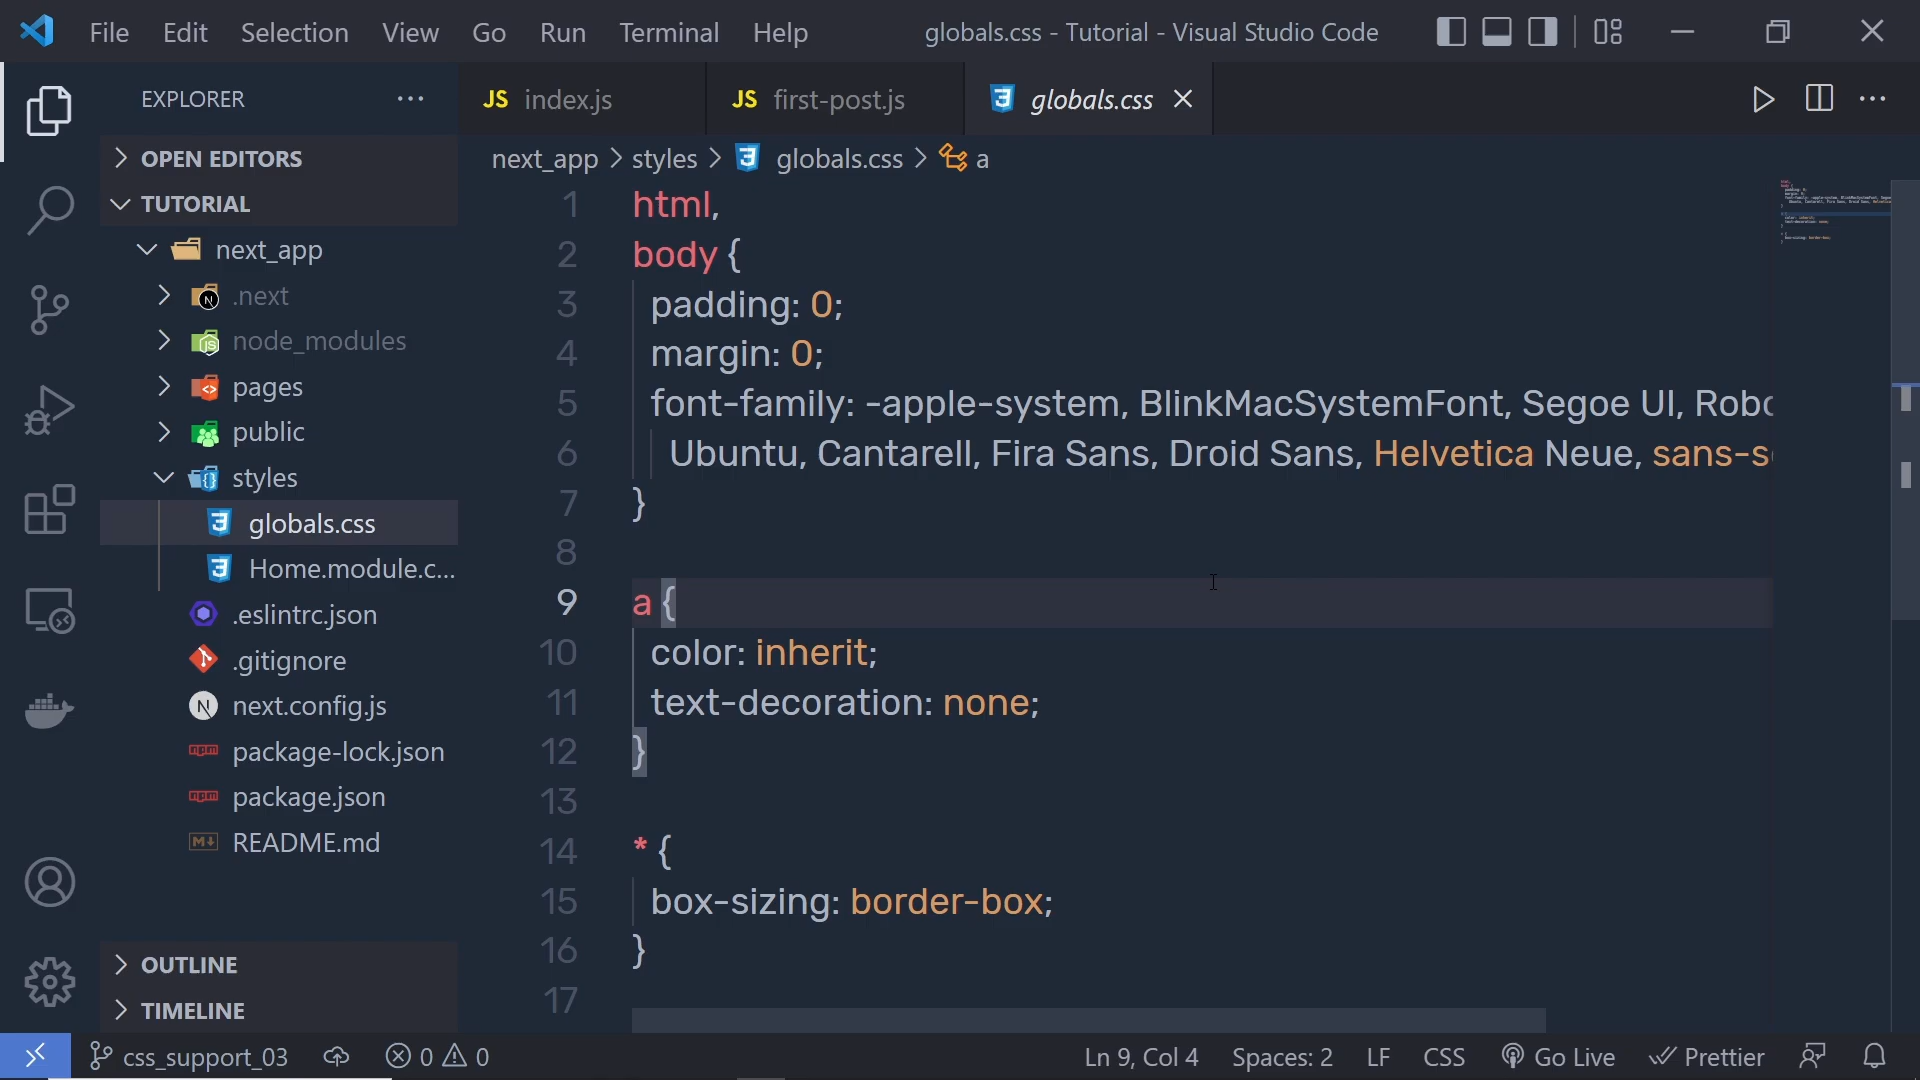 File Edit Selection View Go Run Terminal Help globals.css - Tutorial - Visual Studio Code
EXPLORER
JS index.js JS first-post.js globals.css
OPEN EDITORS
next_app > styles > globals.css > a
TUTORIAL
next_app
.next
node_modules
pages
public
styles
globals.css
Home.module.c...
.eslintrc.json
.gitignore
next.config.js
package-lock.json
package.json
README.md
OUTLINE
TIMELINE
1 html,
2 body {
3 padding: 0;
4 margin: 0;
5 font-family: -apple-system, BlinkMacSystemFont, Segoe UI,
6 Ubuntu, Cantarell, Fira Sans, Droid Sans, Helvetica Neue,
7 }
8
9 a {
10 color: inherit;
11 text-decoration: none;
12 }
13
14 * {
15 box-sizing: border-box;
16 }
17
css_support_03 0 0 Ln 9, Col 4 Spaces: 2 LF CSS Go Live Prettier